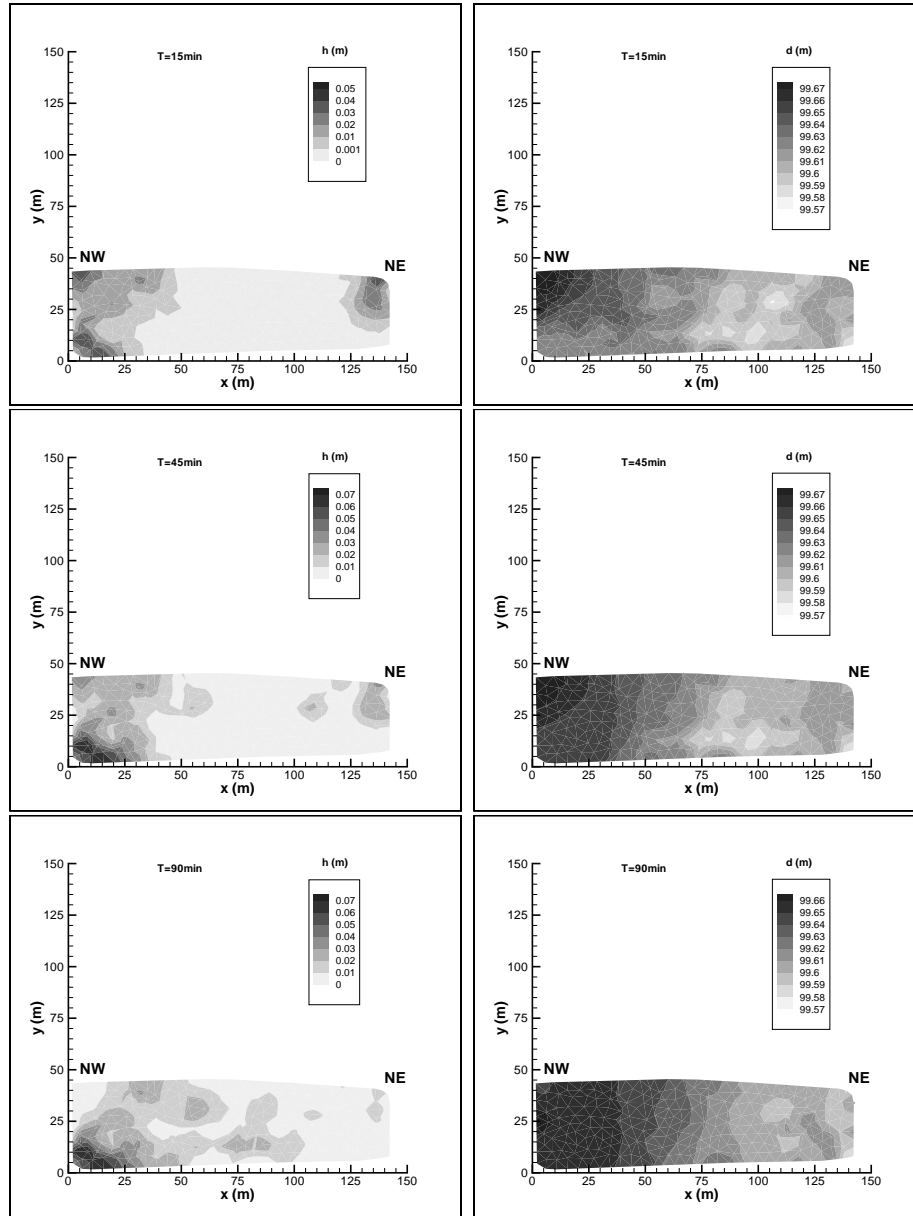 T=15min
h (m)
0.05
0.04
0.03
0.02
0.01
0.001
0
150
125
100
75
50
25
0
y (m)
NW
NE
0 25 50 75 100 125 150
x (m)
T=15min
d (m)
99.67
99.66
99.65
99.64
99.63
99.62
99.61
99.6
99.59
99.58
99.57
150
125
100
75
50
25
0
y (m)
NW
NE
0 25 50 75 100 125 150
x (m)
T=45min
h (m)
0.07
0.06
0.05
0.04
0.03
0.02
0.01
0
150
125
100
75
50
25
0
y (m)
NW
NE
0 25 50 75 100 125 150
x (m)
T=45min
d (m)
99.67
99.66
99.65
99.64
99.63
99.62
99.61
99.6
99.59
99.58
99.57
150
125
100
75
50
25
0
y (m)
NW
NE
0 25 50 75 100 125 150
x (m)
T=90min
h (m)
0.07
0.06
0.05
0.04
0.03
0.02
0.01
0
150
125
100
75
50
25
0
y (m)
NW
NE
0 25 50 75 100 125 150
x (m)
T=90min
d (m)
99.66
99.65
99.64
99.63
99.62
99.61
99.6
99.59
99.58
99.57
150
125
100
75
50
25
0
y (m)
NW
NE
0 25 50 75 100 125 150
x (m)